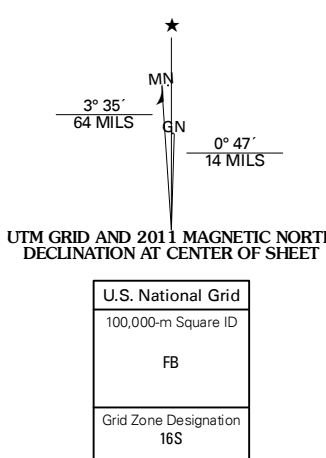 MN
3° 35´
64 MILS
GN
0° 47´
14 MILS
UTM GRID AND 2011 MAGNETIC NORTH
DECLINATION AT CENTER OF SHEET
U.S. National Grid
100,000-m Square ID
FB
Grid Zone Designation
16S